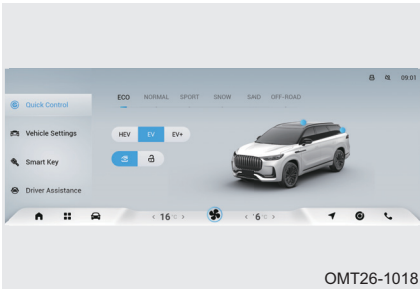 09:01
ECO NORMAL SPORT SNOW SAND OFF-ROAD
Quick Control
Vehicle Settings
HEV EV EV+
Smart Key
Driver Assistance
< 16 °C > < 16 °C >
OMT26-1018